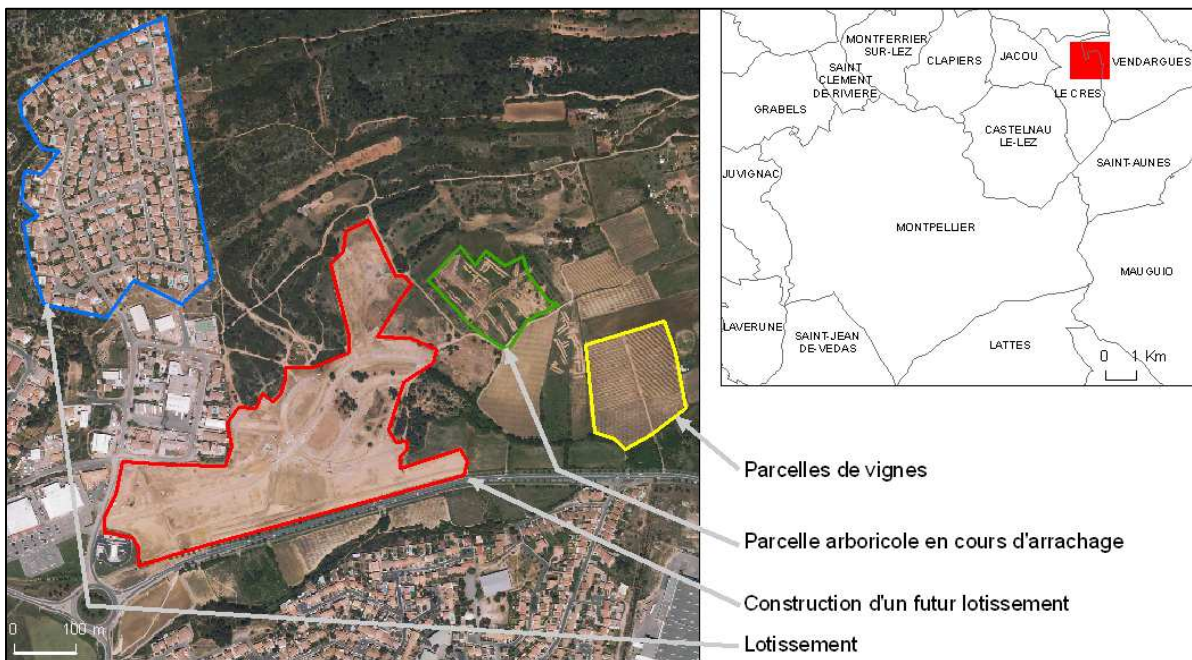 MONTFERRIER
SUR-LEZ
CLAPIERS
JACOU
VENDARGUES
SAINT
CLEMENT
DE-RIVIERE
LE CRES
GRABELS
CASTELNAU
LE-LEZ
SAINT-AUNES
JUVIGNAC
MONTPELLIER
MAUGUIO
LAVERUNE
SAINT-JEAN
DE-VEDAS
LATTES
0 1 Km
Parcelles de vignes
Parcelle arboricole en cours d'arrachage
Construction d'un futur lotissement
Lotissement
0 100 m